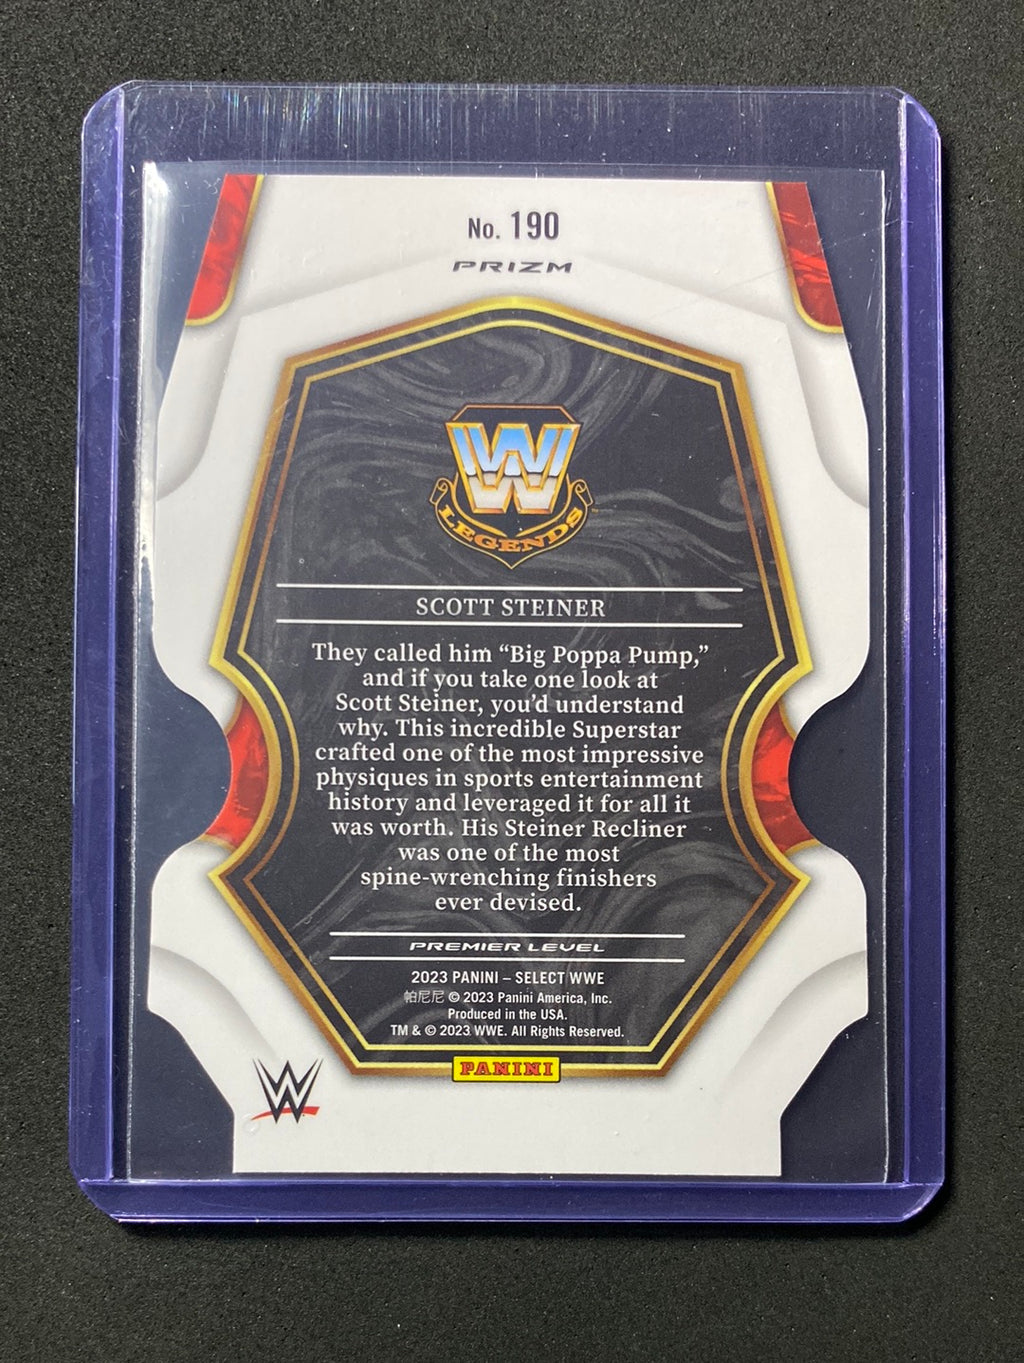 No. 190
PRIZM
W
LEGENDS
™
SCOTT STEINER
They called him “Big Poppa Pump,”
and if you take one look at
Scott Steiner, you’d understand
why. This incredible Superstar
crafted one of the most impressive
physiques in sports entertainment
history and leveraged it for all it
was worth. His Steiner Recliner
was one of the most
spine-wrenching finishers
ever devised.
PREMIER LEVEL
2023 PANINI – SELECT WWE
帕尼尼 © 2023 Panini America, Inc.
Produced in the USA.
TM & © 2023 WWE. All Rights Reserved.
PANINI
W